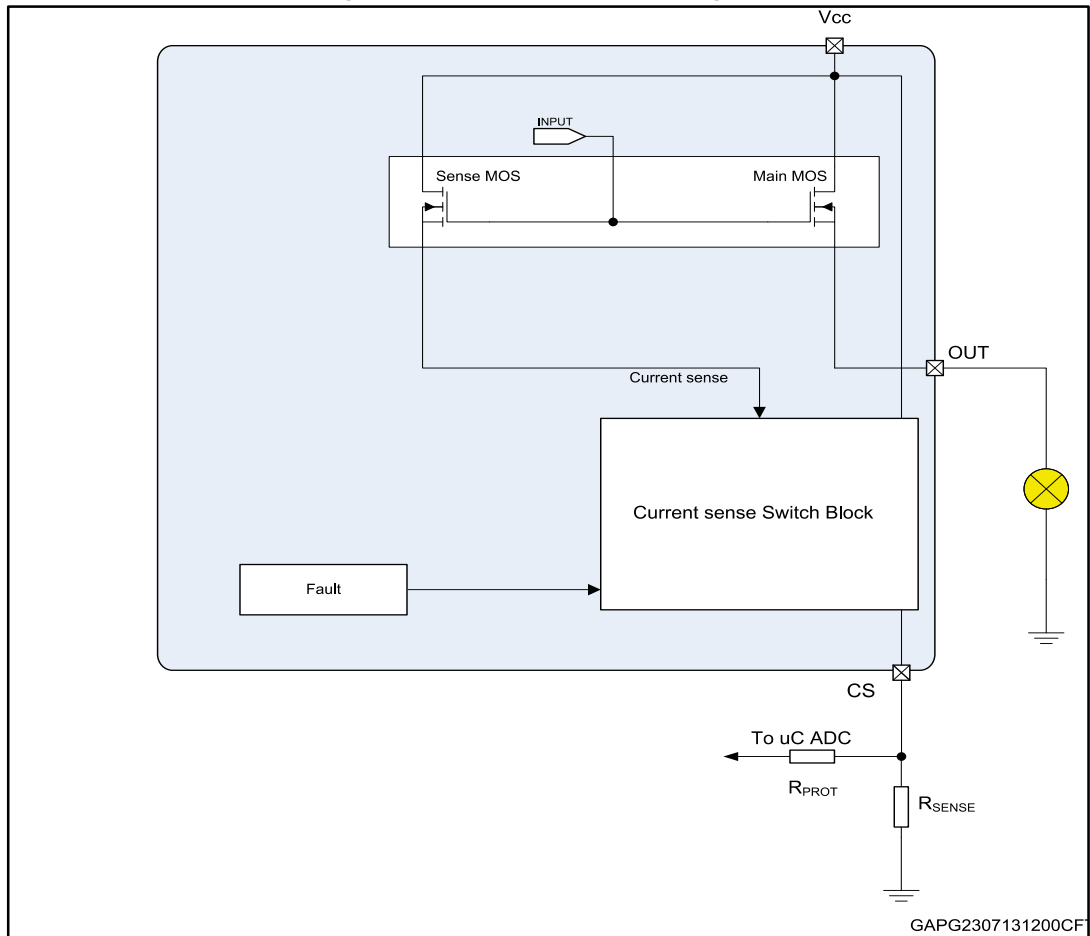 Vcc
INPUT
Sense MOS
Main MOS
OUT
Current sense
Current sense Switch Block
Fault
CS
To uC ADC
RPROT
RSENSE